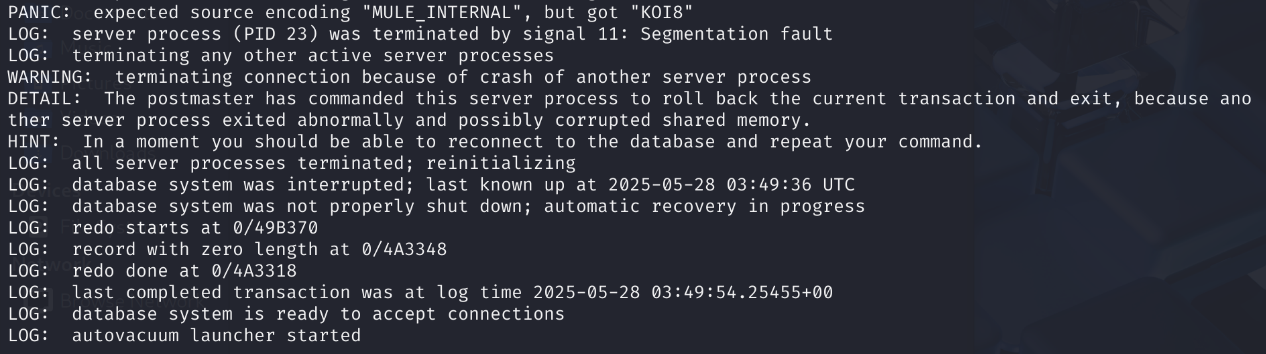 PANIC:  expected source encoding "MULE_INTERNAL", but got "KOI8"
LOG:  server process (PID 23) was terminated by signal 11: Segmentation fault
LOG:  terminating any other active server processes
WARNING:  terminating connection because of crash of another server process
DETAIL:  The postmaster has commanded this server process to roll back the current transaction and exit, because ano
ther server process exited abnormally and possibly corrupted shared memory.
HINT:  In a moment you should be able to reconnect to the database and repeat your command.
LOG:  all server processes terminated; reinitializing
LOG:  database system was interrupted; last known up at 2025-05-28 03:49:36 UTC
LOG:  database system was not properly shut down; automatic recovery in progress
LOG:  redo starts at 0/49B370
LOG:  record with zero length at 0/4A3348
LOG:  redo done at 0/4A3318
LOG:  last completed transaction was at log time 2025-05-28 03:49:54.25455+00
LOG:  database system is ready to accept connections
LOG:  autovacuum launcher started